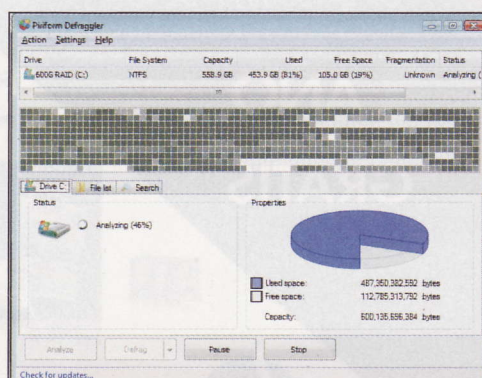 Piriform Defraggler
Action Settings Help
Drive File System Capacity Used Free Space Fragmentation Status
600G RAID (C:) NTFS 558.9 GB 453.9 GB (81%) 105.0 GB (19%) Unknown Analyzing (
Drive C: File list Search
Status
Analyzing (46%)
Properties
Used space: 487,350,382,592 bytes
Free space: 112,785,313,792 bytes
Capacity: 600,135,696,384 bytes
Analyze Defrag Pause Stop
Check for updates...